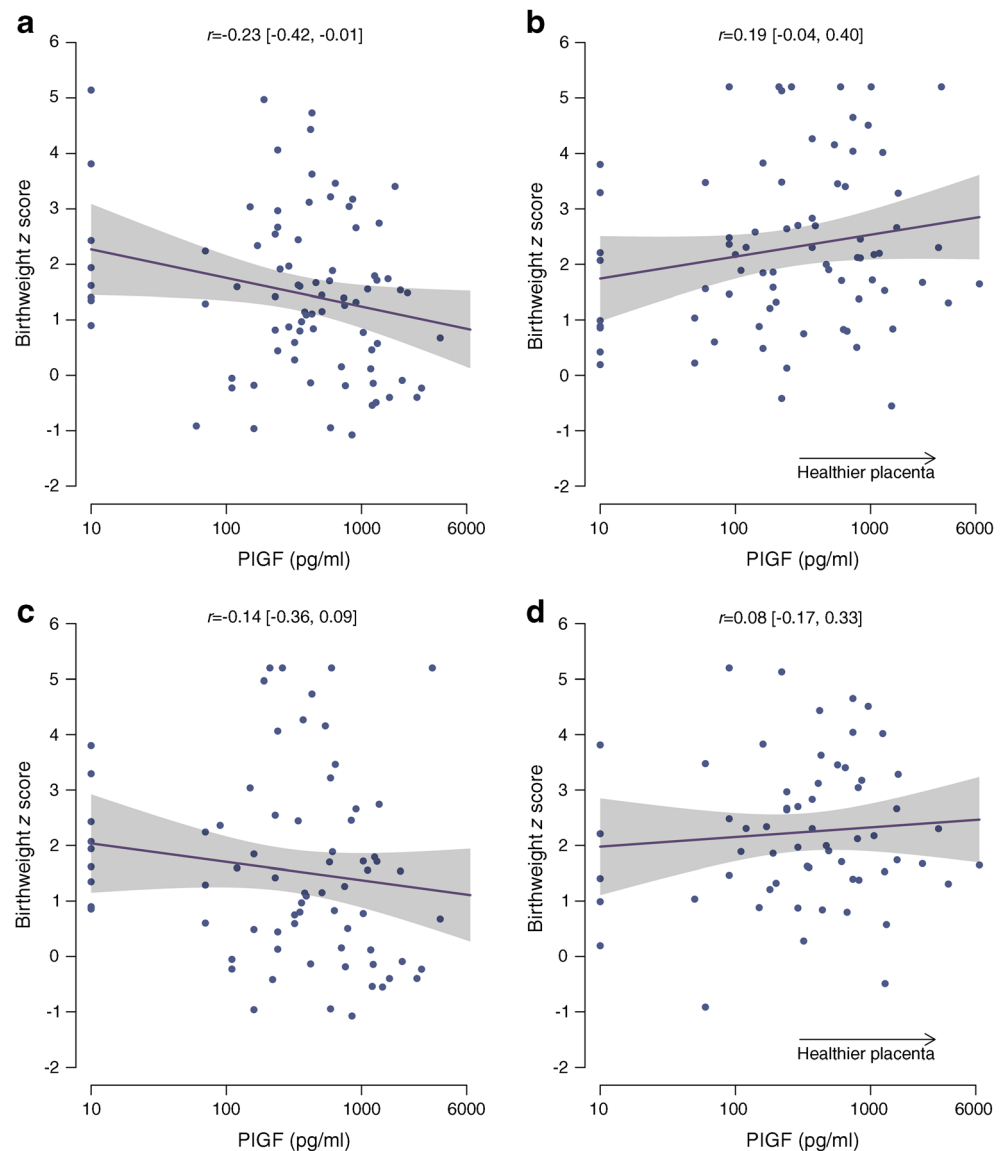 a
r=-0.23 [-0.42, -0.01]
6
5
4
3
2
1
0
-1
-2
Birthweight z score
10 100 1000 6000
PIGF (pg/ml)
b
r=0.19 [-0.04, 0.40]
6
5
4
3
2
1
0
-1
-2
Birthweight z score
Healthier placenta
10 100 1000 6000
PIGF (pg/ml)
c
r=-0.14 [-0.36, 0.09]
6
5
4
3
2
1
0
-1
-2
Birthweight z score
10 100 1000 6000
PIGF (pg/ml)
d
r=0.08 [-0.17, 0.33]
6
5
4
3
2
1
0
-1
-2
Birthweight z score
Healthier placenta
10 100 1000 6000
PIGF (pg/ml)